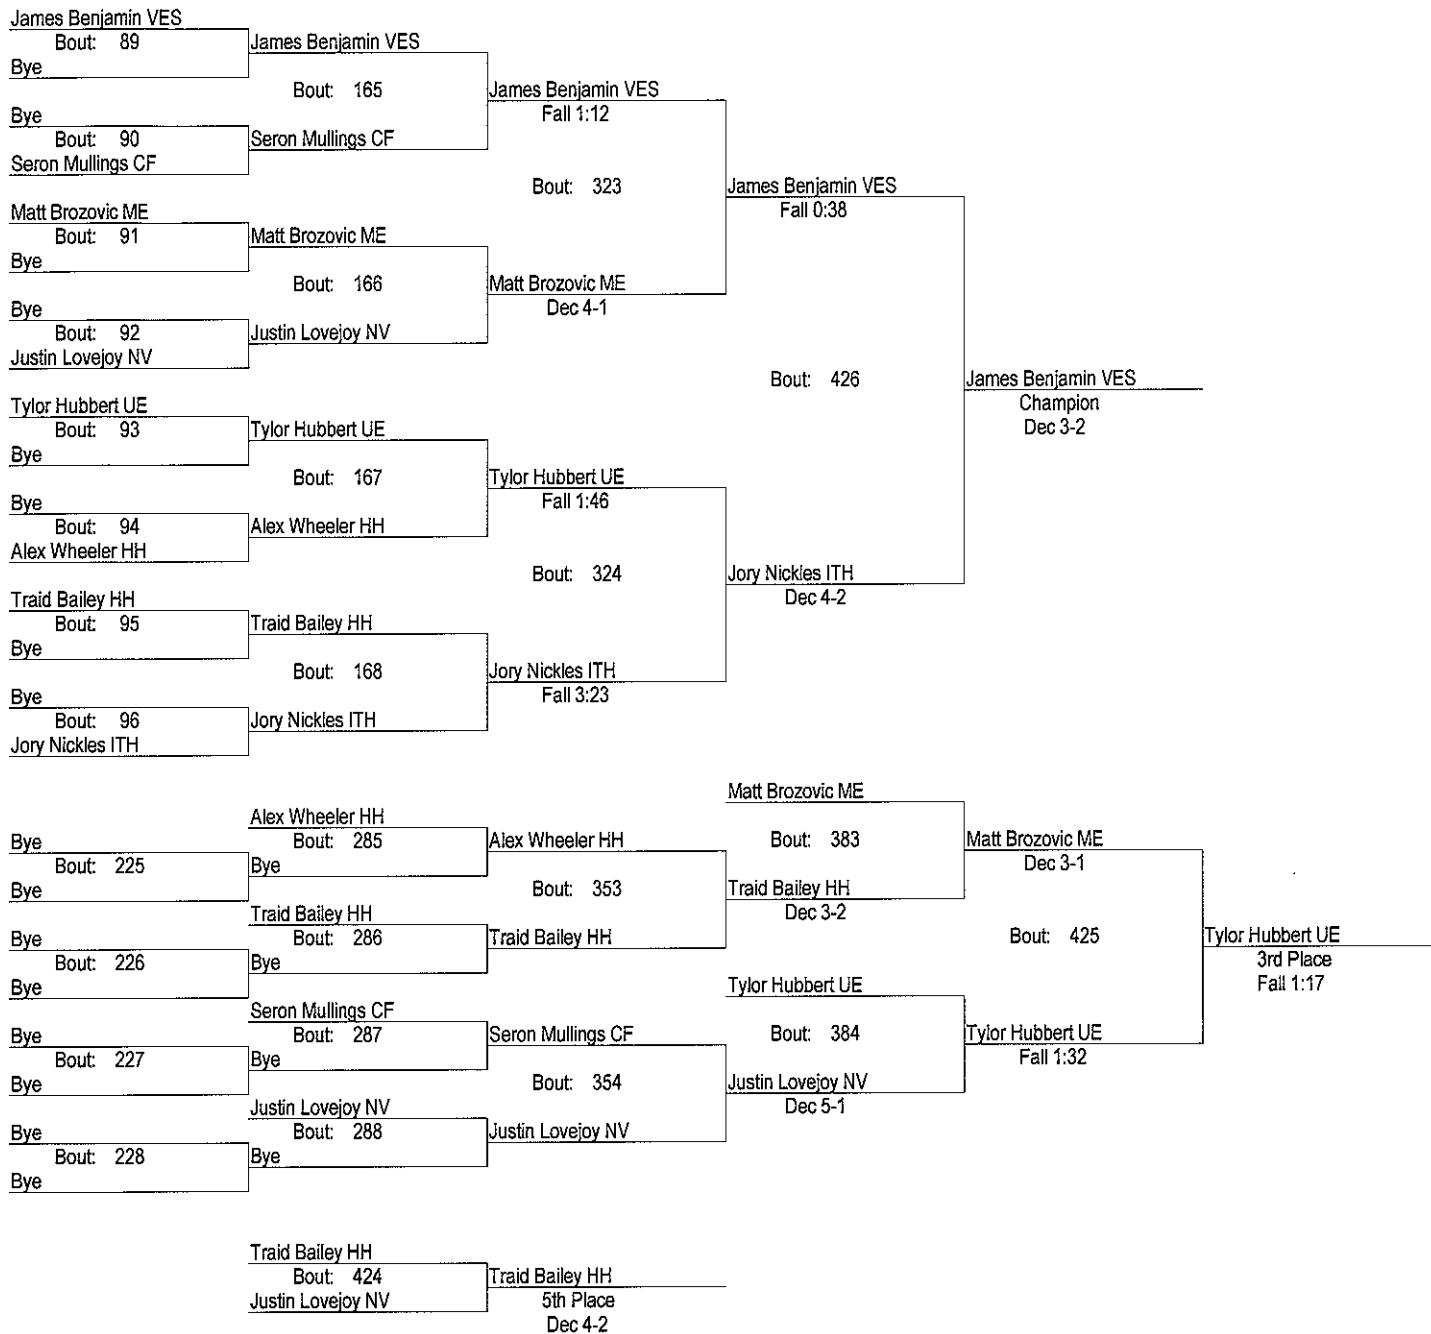 James Benjamin VES
Bout: 89
Bye
James Benjamin VES
Bout: 165
Bye
Bout: 90
Seron Mullings CF
Seron Mullings CF
James Benjamin VES
Fall 1:12
Bout: 323
Matt Brozovic ME
Bout: 91
Bye
Matt Brozovic ME
Bout: 166
Bye
Bout: 92
Justin Lovejoy NV
Justin Lovejoy NV
Matt Brozovic ME
Dec 4-1
James Benjamin VES
Fall 0:38
Bout: 426
James Benjamin VES
Champion
Dec 3-2
Tylor Hubbert UE
Bout: 93
Bye
Tylor Hubbert UE
Bout: 167
Bye
Bout: 94
Alex Wheeler HH
Alex Wheeler HH
Tylor Hubbert UE
Fall 1:46
Bout: 324
Jory Nickles ITH
Dec 4-2
Traid Bailey HH
Bout: 95
Bye
Traid Bailey HH
Bout: 168
Bye
Bout: 96
Jory Nickles ITH
Jory Nickles ITH
Jory Nickles ITH
Fall 3:23
Bye
Bout: 225
Bye
Alex Wheeler HH
Bout: 285
Bye
Alex Wheeler HH
Bout: 353
Bye
Bout: 226
Bye
Traid Bailey HH
Bout: 286
Bye
Traid Bailey HH
Matt Brozovic ME
Bout: 383
Traid Bailey HH
Dec 3-2
Matt Brozovic ME
Dec 3-1
Bout: 425
Tylor Hubbert UE
3rd Place
Fall 1:17
Bye
Bout: 227
Bye
Seron Mullings CF
Bout: 287
Bye
Seron Mullings CF
Bout: 354
Bye
Bout: 228
Bye
Justin Lovejoy NV
Bout: 288
Bye
Justin Lovejoy NV
Tylor Hubbert UE
Bout: 384
Justin Lovejoy NV
Dec 5-1
Tylor Hubbert UE
Fall 1:32
Traid Bailey HH
Bout: 424
Justin Lovejoy NV
Traid Bailey HH
5th Place
Dec 4-2